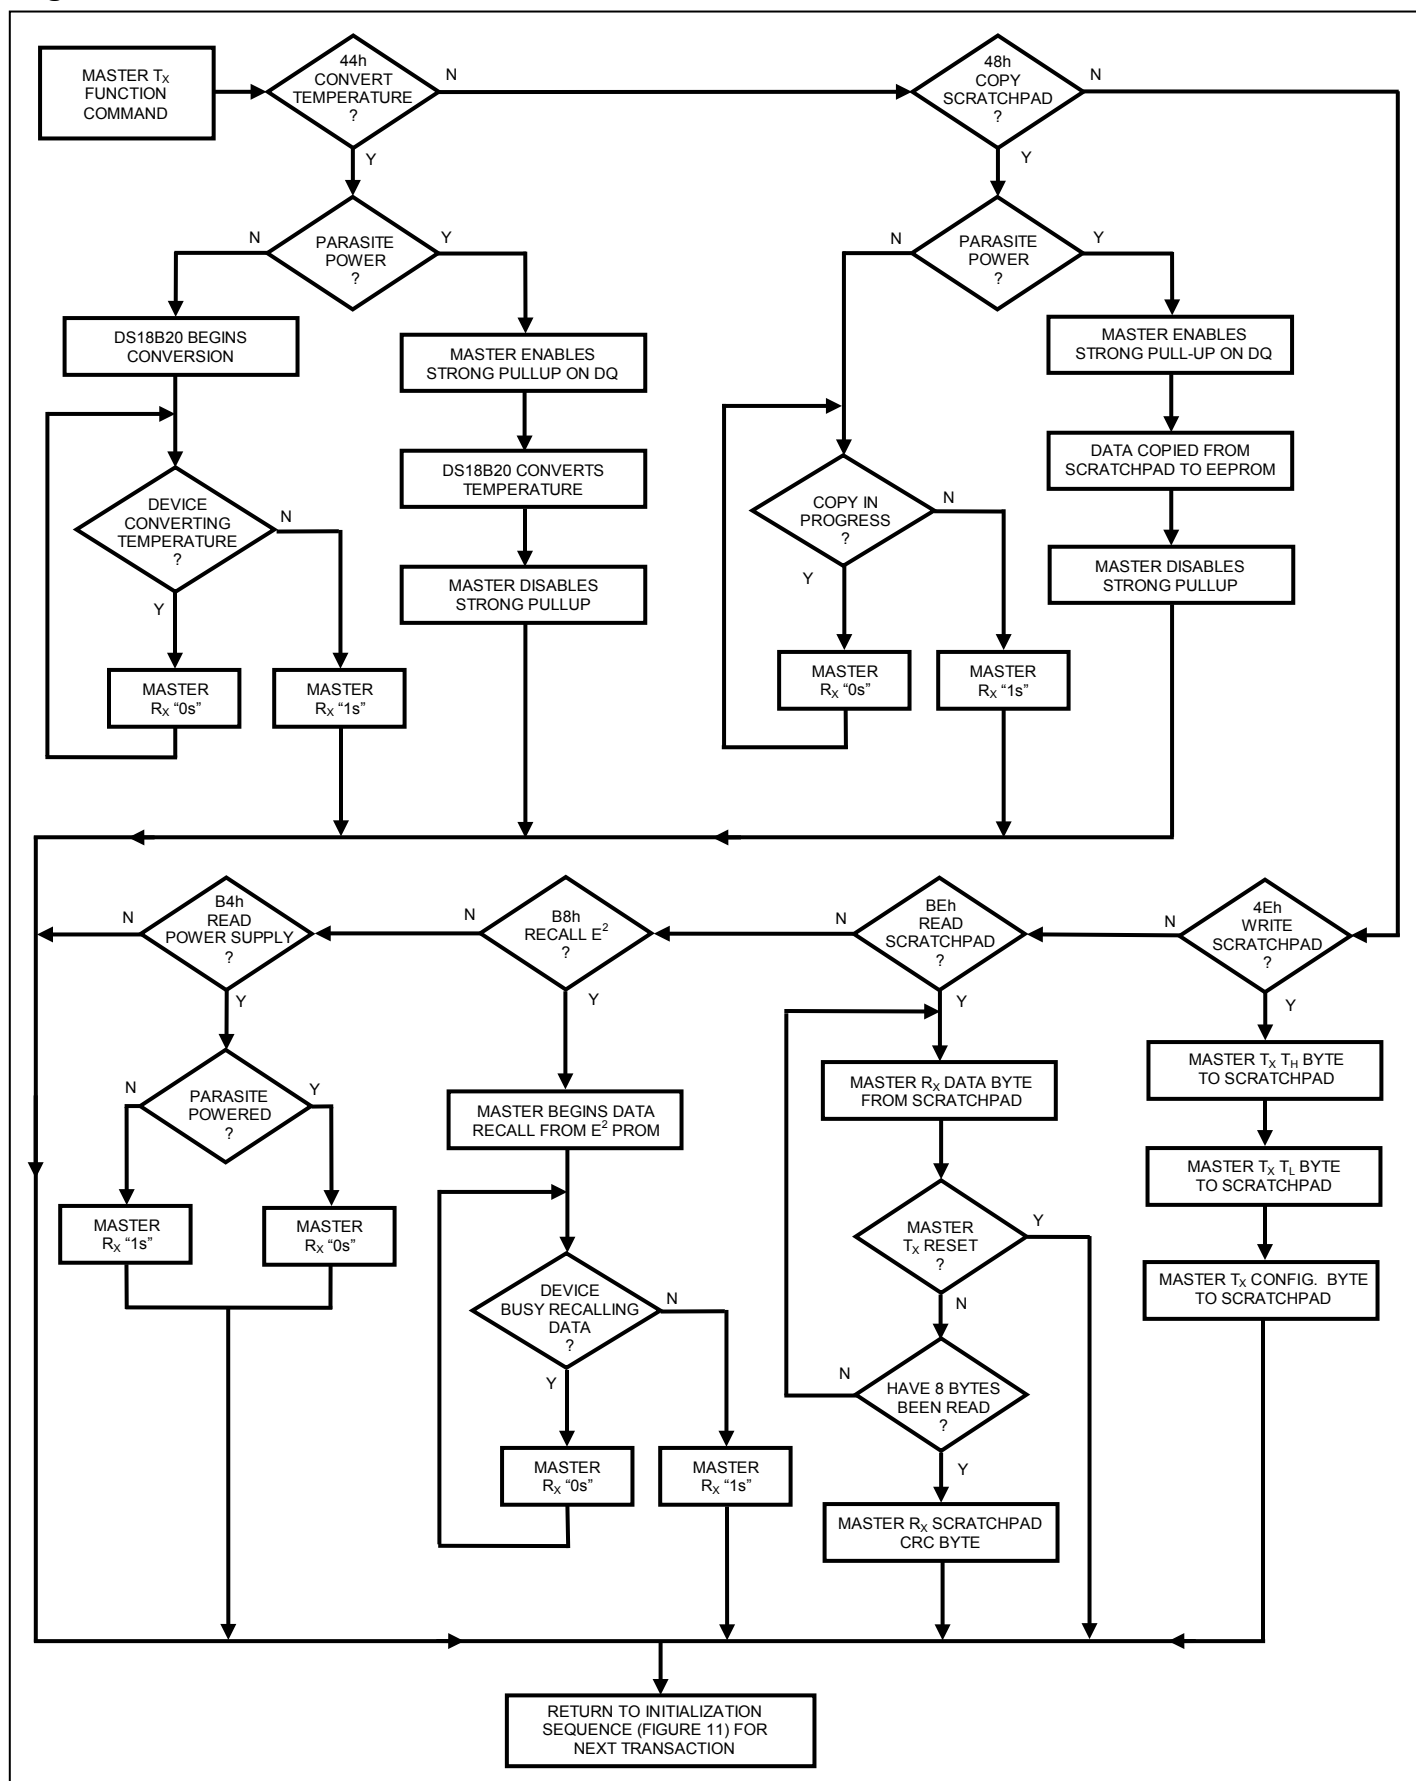 MASTER TX
FUNCTION
COMMAND
44h
CONVERT
TEMPERATURE
?
N
Y
48h
COPY
SCRATCHPAD
?
N
Y
PARASITE
POWER
?
N
Y
DS18B20 BEGINS
CONVERSION
MASTER ENABLES
STRONG PULLUP ON DQ
DS18B20 CONVERTS
TEMPERATURE
MASTER DISABLES
STRONG PULLUP
DEVICE
CONVERTING
TEMPERATURE
?
N
Y
MASTER
RX “0s”
MASTER
RX “1s”
PARASITE
POWER
?
N
Y
MASTER ENABLES
STRONG PULL-UP ON DQ
DATA COPIED FROM
SCRATCHPAD TO EEPROM
MASTER DISABLES
STRONG PULLUP
COPY IN
PROGRESS
?
N
Y
MASTER
RX “0s”
MASTER
RX “1s”
B4h
READ
POWER SUPPLY
?
N
Y
PARASITE
POWERED
?
N
Y
MASTER
RX “1s”
MASTER
RX “0s”
B8h
RECALL E²
?
N
Y
MASTER BEGINS DATA
RECALL FROM E² PROM
DEVICE
BUSY RECALLING
DATA
?
N
Y
MASTER
RX “0s”
MASTER
RX “1s”
BEh
READ
SCRATCHPAD
?
N
Y
MASTER RX DATA BYTE
FROM SCRATCHPAD
MASTER
TX RESET
?
Y
N
HAVE 8 BYTES
BEEN READ
?
N
Y
MASTER RX SCRATCHPAD
CRC BYTE
4Eh
WRITE
SCRATCHPAD
?
N
Y
MASTER TX TH BYTE
TO SCRATCHPAD
MASTER TX TL BYTE
TO SCRATCHPAD
MASTER TX CONFIG. BYTE
TO SCRATCHPAD
RETURN TO INITIALIZATION
SEQUENCE (FIGURE 11) FOR
NEXT TRANSACTION